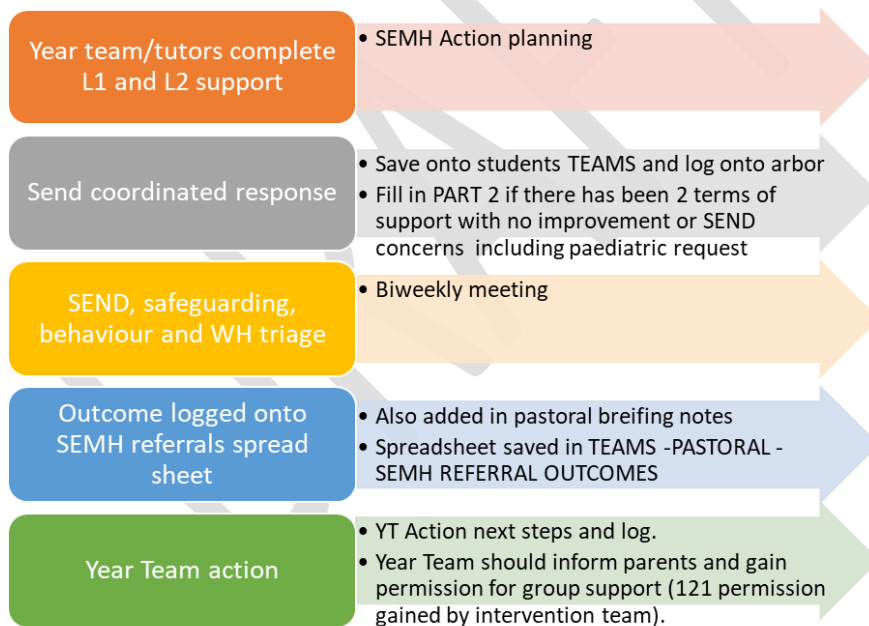 Year team/tutors complete
L1 and L2 support
• SEMH Action planning
Send coordinated response
• Save onto students TEAMS and log onto arbor
• Fill in PART 2 if there has been 2 terms of
support with no improvement or SEND
concerns including paediatric request
SEND, safeguarding,
behaviour and WH triage
• Biweekly meeting
Outcome logged onto
SEMH referrals spread
sheet
• Also added in pastoral breifing notes
• Spreadsheet saved in TEAMS -PASTORAL -
SEMH REFERRAL OUTCOMES
Year Team action
• YT Action next steps and log.
• Year Team should inform parents and gain
permission for group support (121 permission
gained by intervention team).